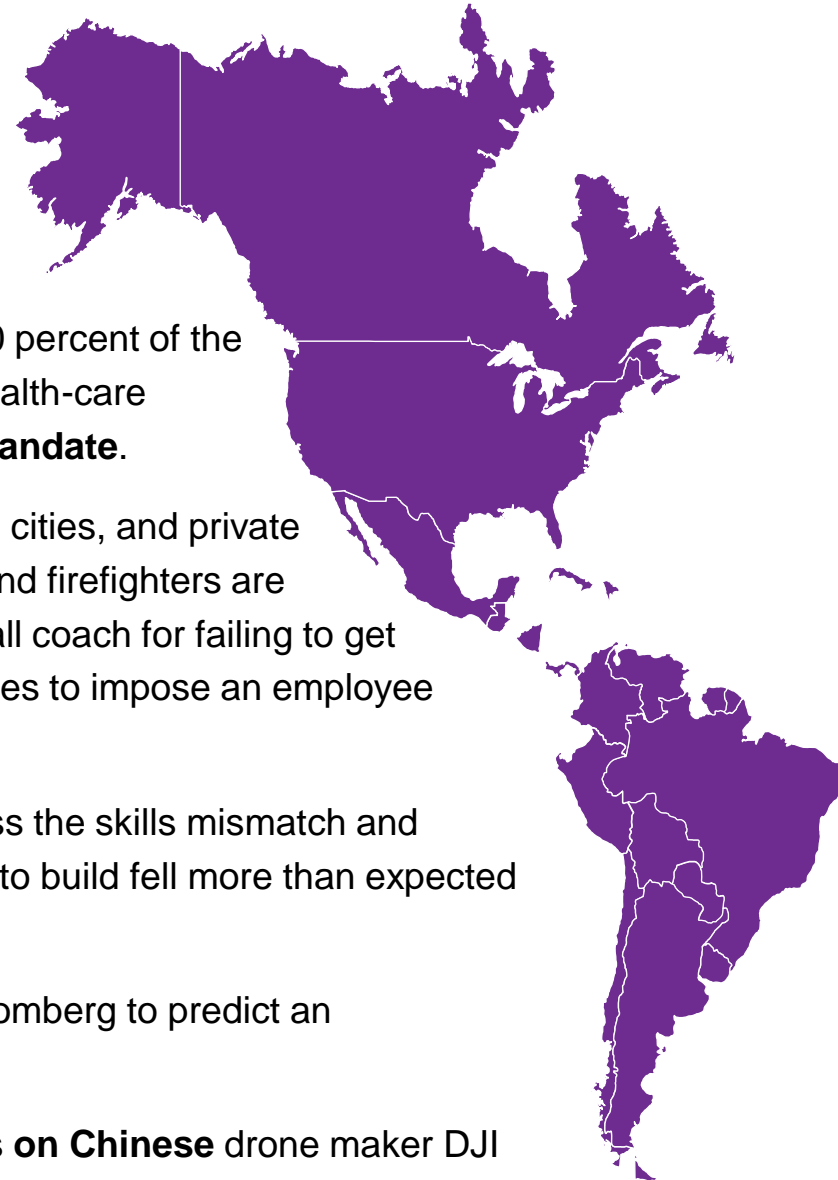 percent of the
alth-care
andate.
cities, and private
nd firefighters are
all coach for failing to get
es to impose an employee
ss the skills mismatch and
to build fell more than expected
omberg to predict an
s on Chinese drone maker DJI